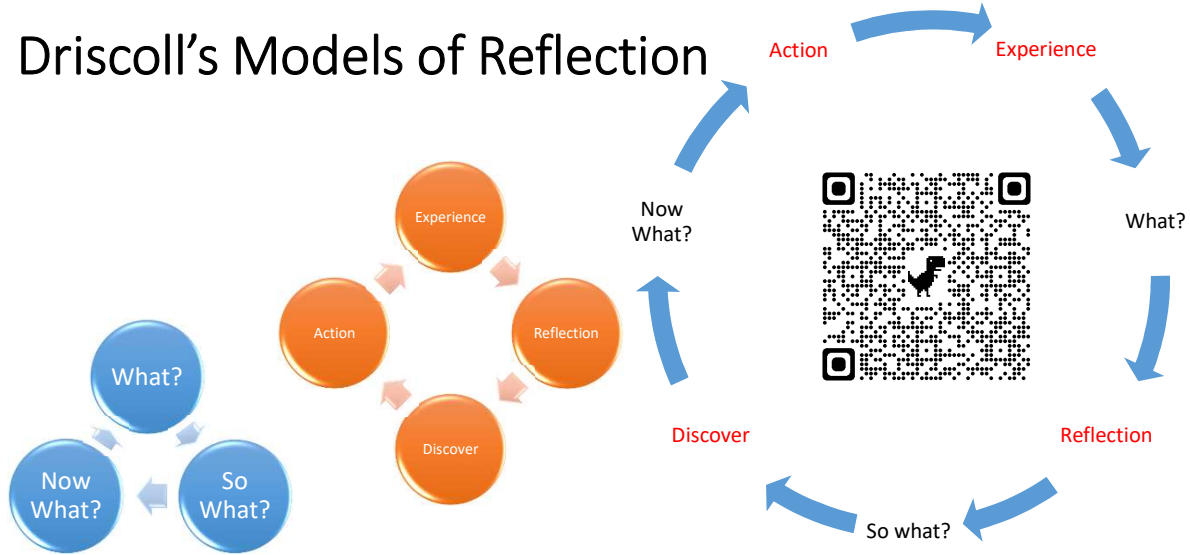 Driscoll's Models of Reflection
What?
So
What?
Now
What?
Experience
Reflection
Discover
Action
Action
Experience
What?
Reflection
So what?
Discover
Now
What?